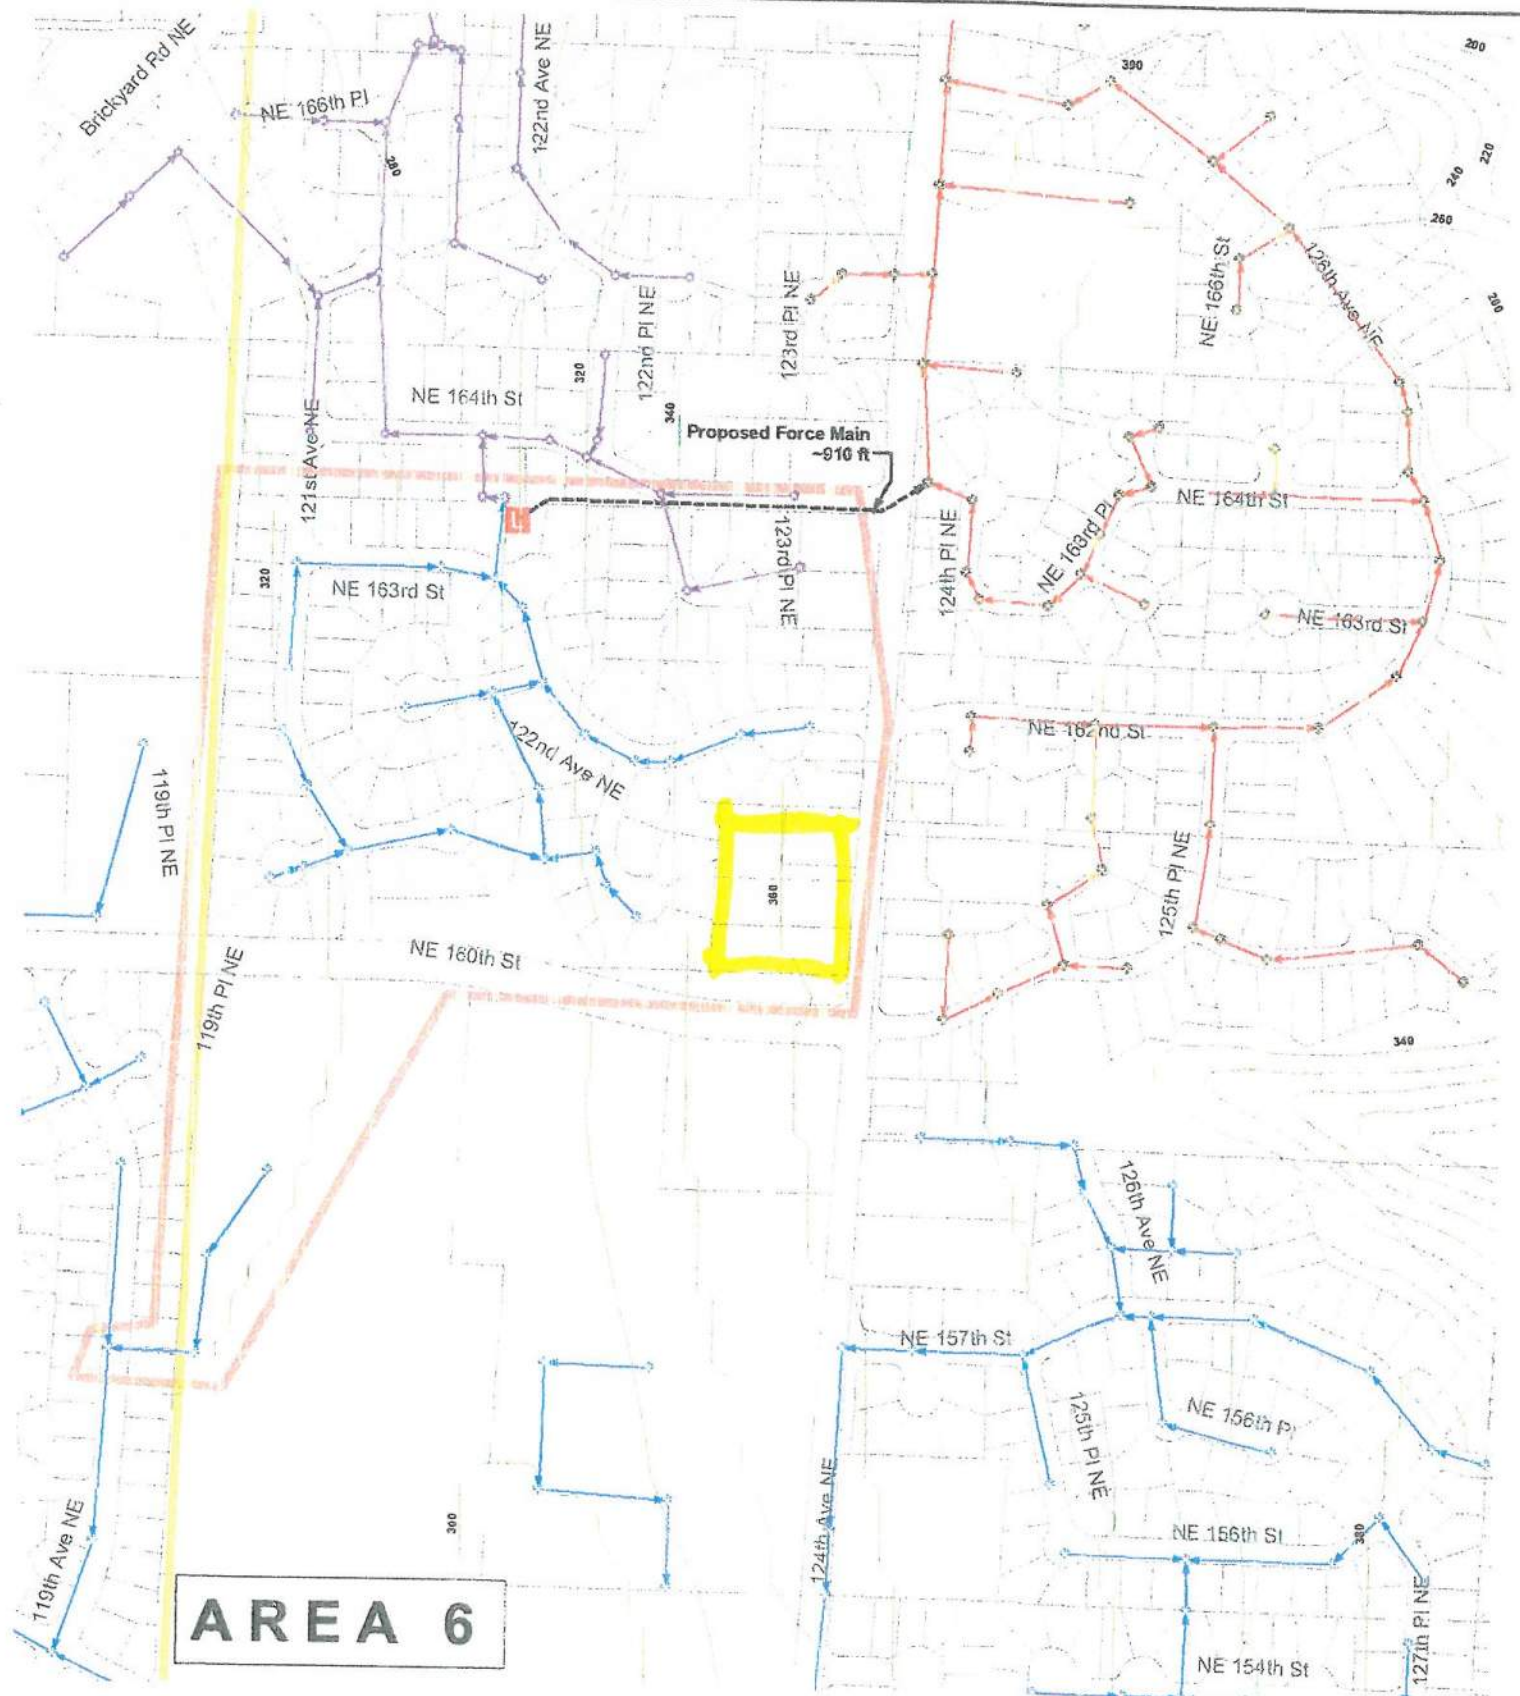 200
390
Brickyard Rd NE
NE 166th Pl
122nd Ave NE
280
220
240
260
NE 166th St
126th Ave NE
200
122nd Pl NE
123rd Pl NE
320
NE 164th St
340
121st Ave NE
Proposed Force Main
~910 ft
NE 164th St
NE 163rd Pl
124th Pl NE
L
123rd Pl NE
320
NE 163rd St
NE 163rd St
NE 162nd St
122nd Ave NE
119th Pl NE
125th Pl NE
360
NE 160th St
119th Pl NE
340
126th Ave NE
NE 157th St
125th Pl NE
NE 156th P
124th Ave NE
300
NE 156th St
380
119th Ave NE
AREA 6
127th Pl NE
NE 154th St